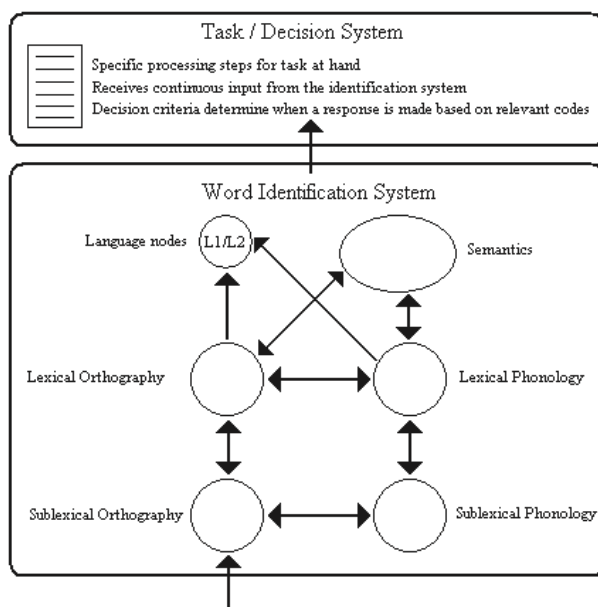 Task / Decision System
Specific processing steps for task at hand
Receives continuous input from the identification system
Decision criteria determine when a response is made based on relevant codes
Word Identification System
Language nodes
L1/L2
Semantics
Lexical Orthography
Lexical Phonology
Sublexical Orthography
Sublexical Phonology